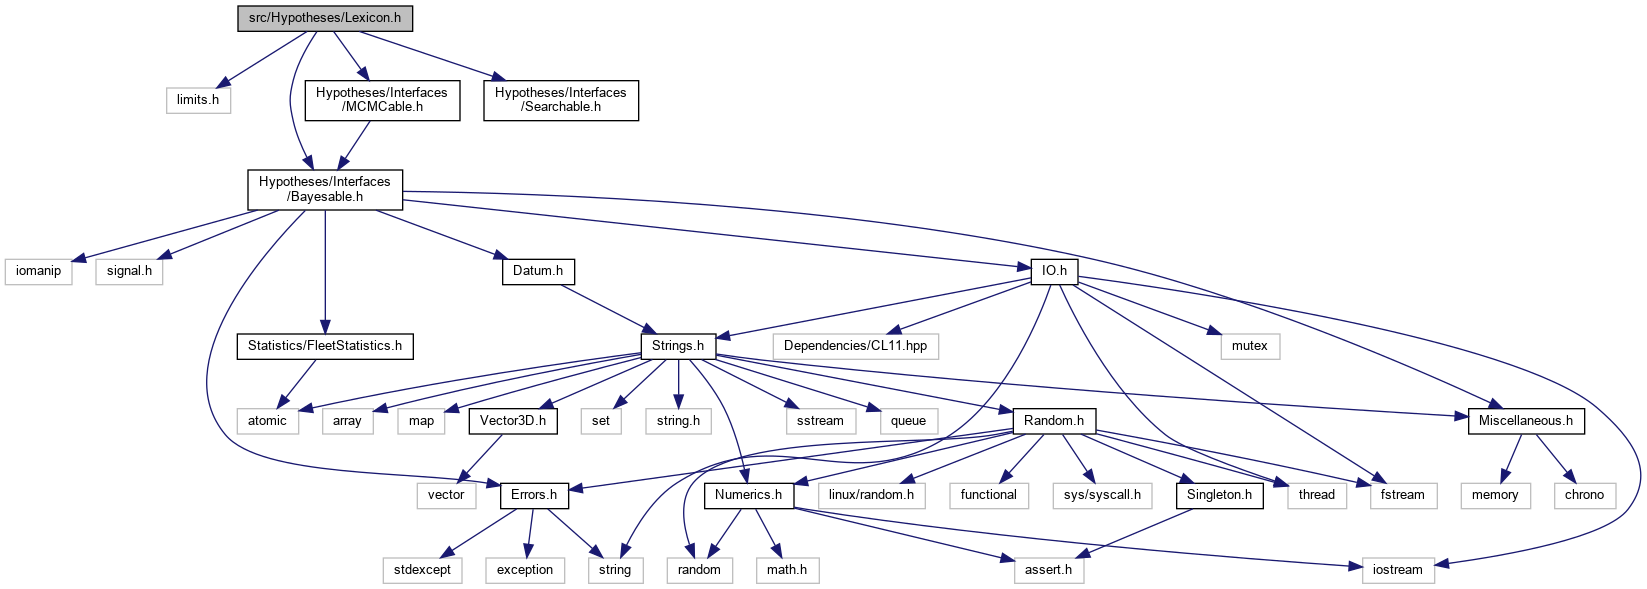 src/Hypotheses/Lexicon.h
limits.h
Hypotheses/Interfaces
/MCMCable.h
Hypotheses/Interfaces
/Searchable.h
Hypotheses/Interfaces
/Bayesable.h
iomanip
signal.h
Datum.h
IO.h
Statistics/FleetStatistics.h
Strings.h
Dependencies/CL11.hpp
mutex
atomic
array
map
Vector3D.h
set
string.h
sstream
queue
Random.h
Miscellaneous.h
vector
Errors.h
Numerics.h
linux/random.h
functional
sys/syscall.h
Singleton.h
thread
fstream
memory
chrono
stdexcept
exception
string
random
math.h
assert.h
iostream